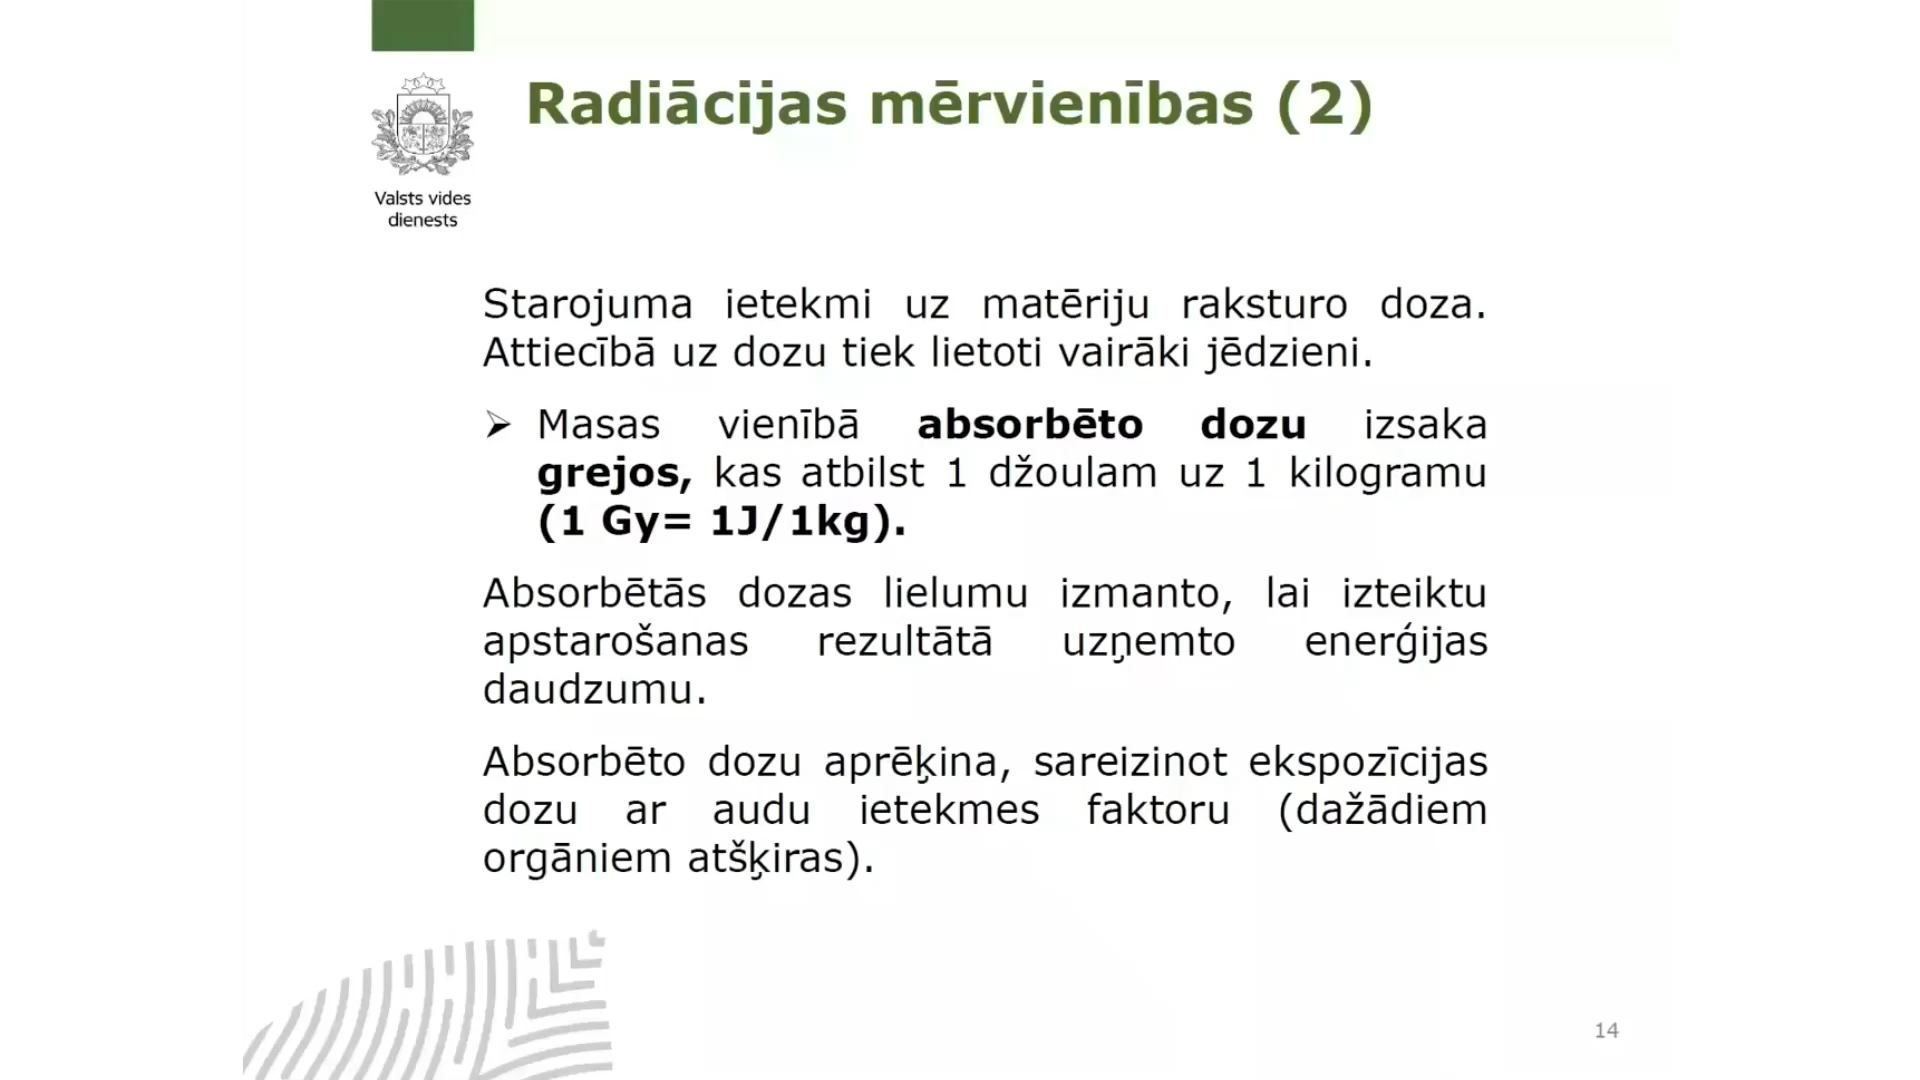 Radiācijas mērvienības (2)
Valsts vides
dienests
Starojuma ietekmi uz matēriju raksturo doza.
Attiecībā uz dozu tiek lietoti vairāki jēdzieni.
➢ Masas vienībā absorbēto dozu izsaka
grejos, kas atbilst 1 džoulam uz 1 kilogramu
(1 Gy= 1J/1kg).
Absorbētās dozas lielumu izmanto, lai izteiktu
apstarošanas rezultātā uzņemto enerģijas
daudzumu.
Absorbēto dozu aprēķina, sareizinot ekspozīcijas
dozu ar audu ietekmes faktoru (dažādiem
orgāniem atšķiras).
14